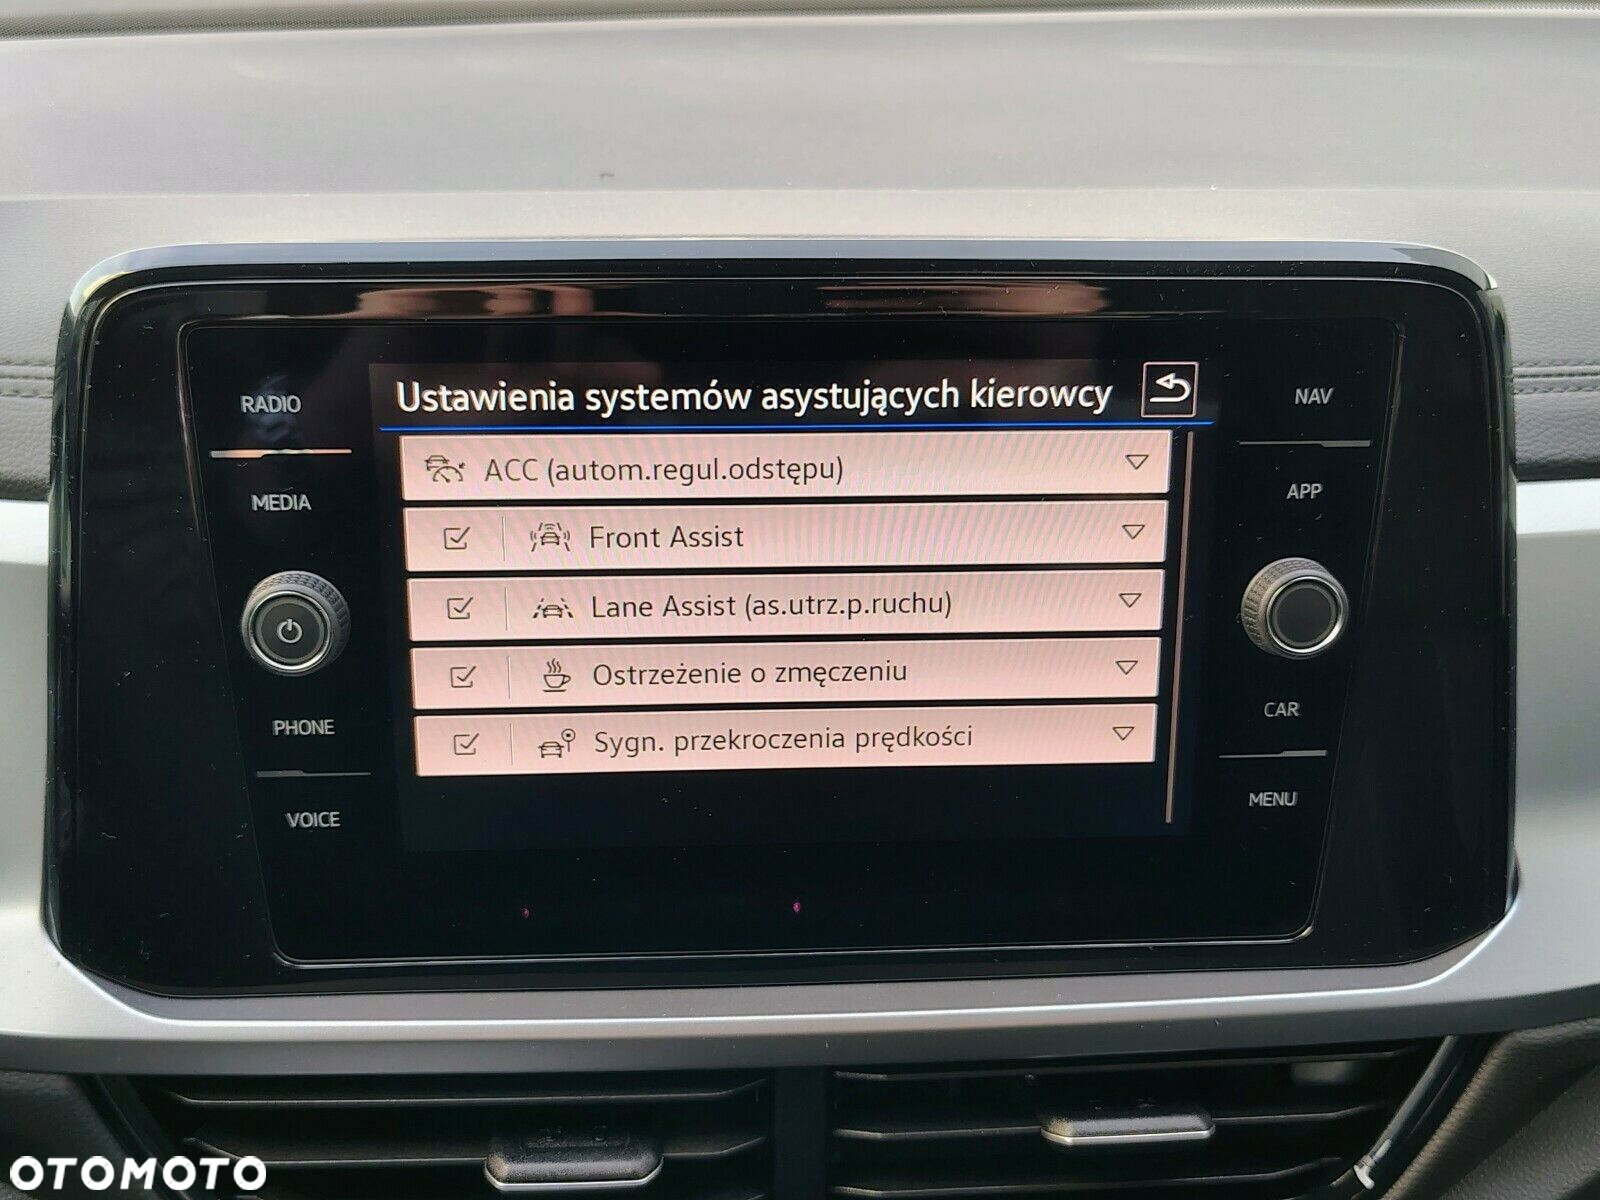 Ustawienia systemów asystujących kierowcy
ACC (autom.regul.odstępu)
Front Assist
Lane Assist (as.utrz.p.ruchu)
Ostrzeżenie o zmęczeniu
Sygn. przekroczenia prędkości
RADIO
MEDIA
PHONE
VOICE
NAV
APP
CAR
MENU
OTOMOTO